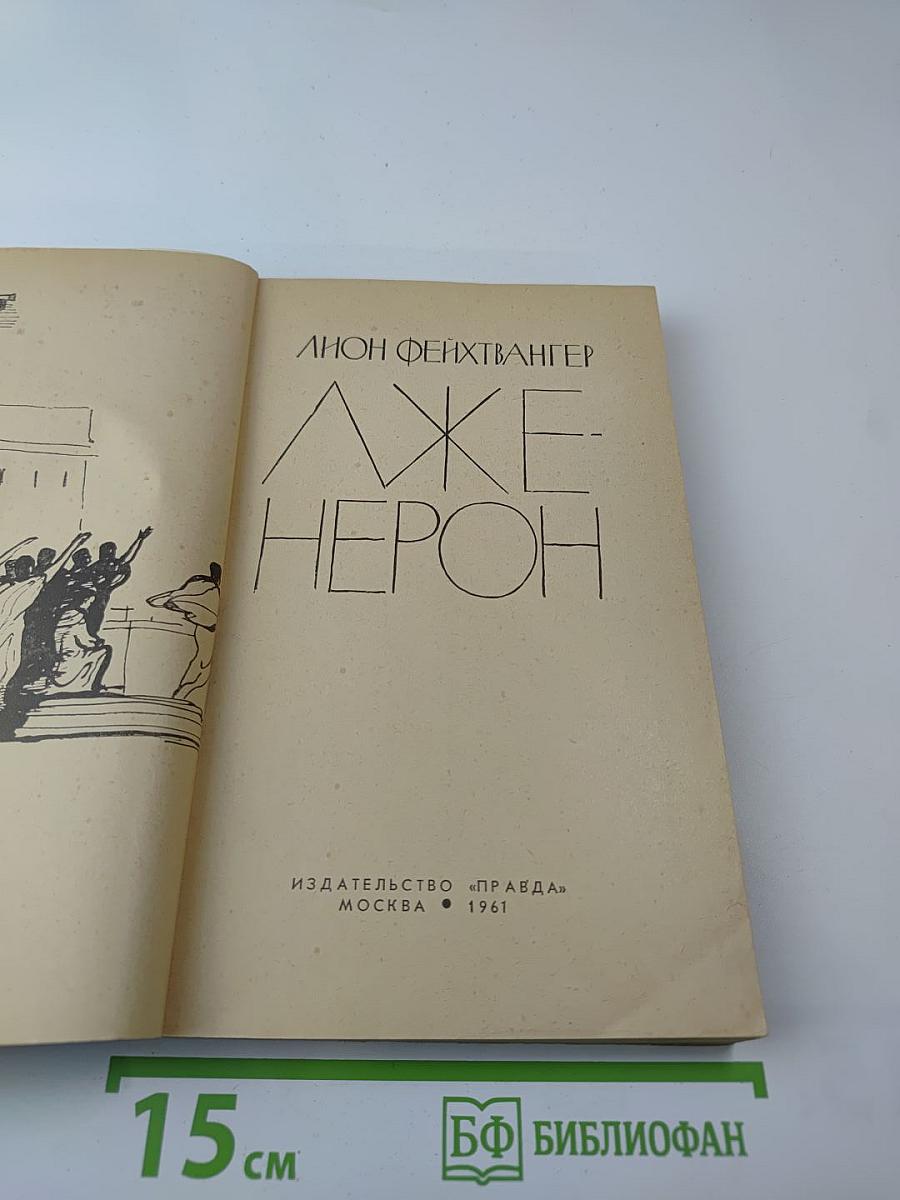 ЛИОН ФЕЙХТВАНГЕР
ЛЖЕ-
НЕРОН
ИЗДАТЕЛЬСТВО «ПРАВДА»
МОСКВА • 1961
15 см
БФ БИБЛИОФАН